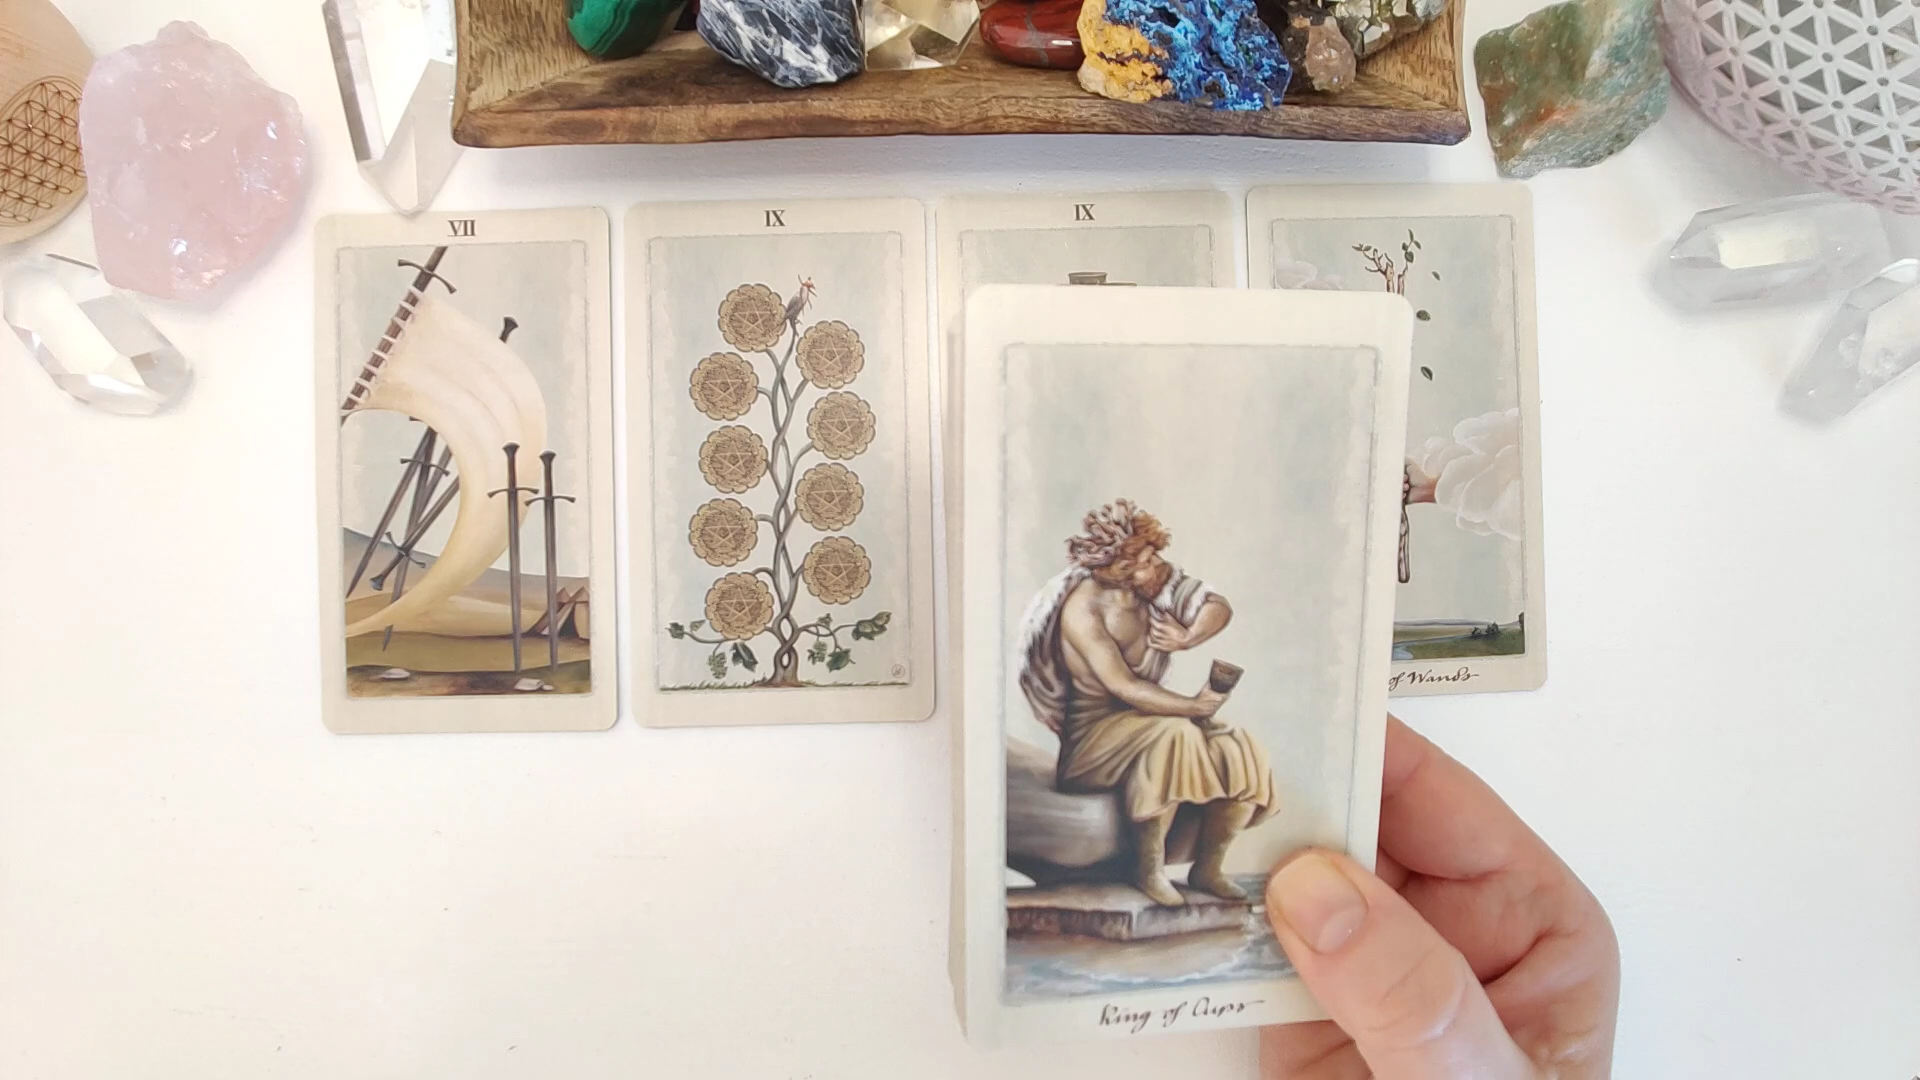 VII
IX
IX
of Wands
King of Cups